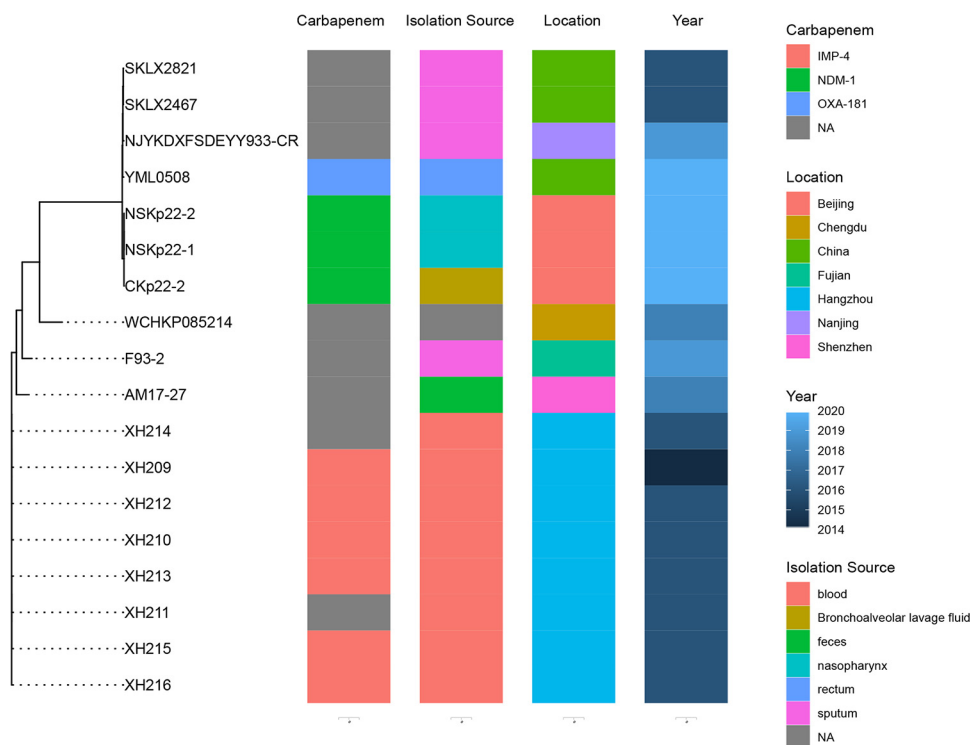 Carbapenem Isolation Source Location Year
SKLX2821
SKLX2467
NJYKDXFSDEYY933-CR
YML0508
NSKp22-2
NSKp22-1
CKp22-2
WCHKP085214
F93-2
AM17-27
XH214
XH209
XH212
XH210
XH213
XH211
XH215
XH216
Carbapenem
IMP-4
NDM-1
OXA-181
NA
Location
Beijing
Chengdu
China
Fujian
Hangzhou
Nanjing
Shenzhen
Year
2020
2019
2018
2017
2016
2015
2014
Isolation Source
blood
Bronchoalveolar lavage fluid
feces
nasopharynx
rectum
sputum
NA